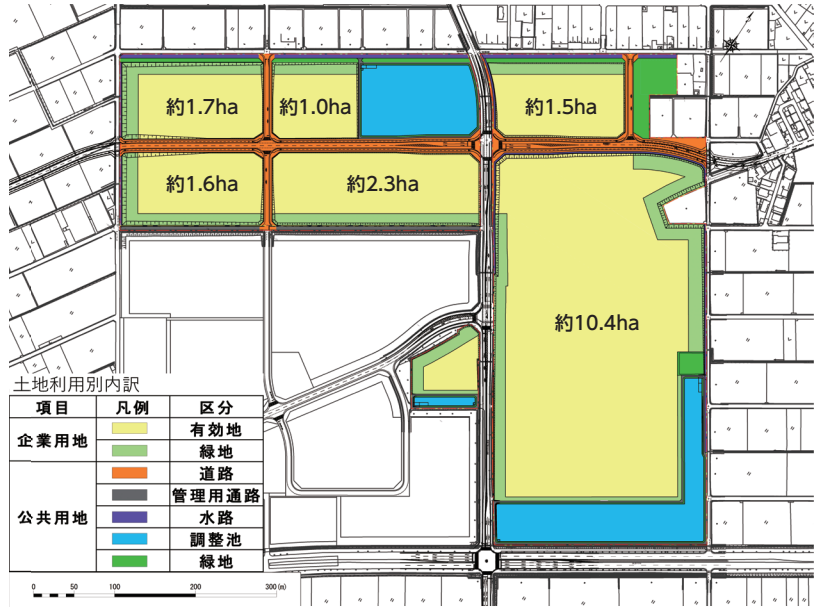 約1.7ha
約1.0ha
約1.5ha
約1.6ha
約2.3ha
約10.4ha
土地利用別内訳
項目 凡例 区分
企業用地 有効地
緑地
公共用地 道路
管理用通路
水路
調整池
緑地
0 50 100 200 300(m)